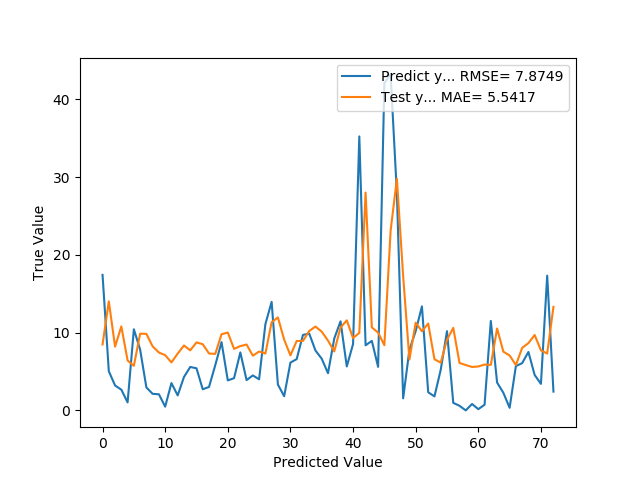 Predict y... RMSE= 7.8749
Test y... MAE= 5.5417
40
30
20
10
0
True Value
0 10 20 30 40 50 60 70
Predicted Value